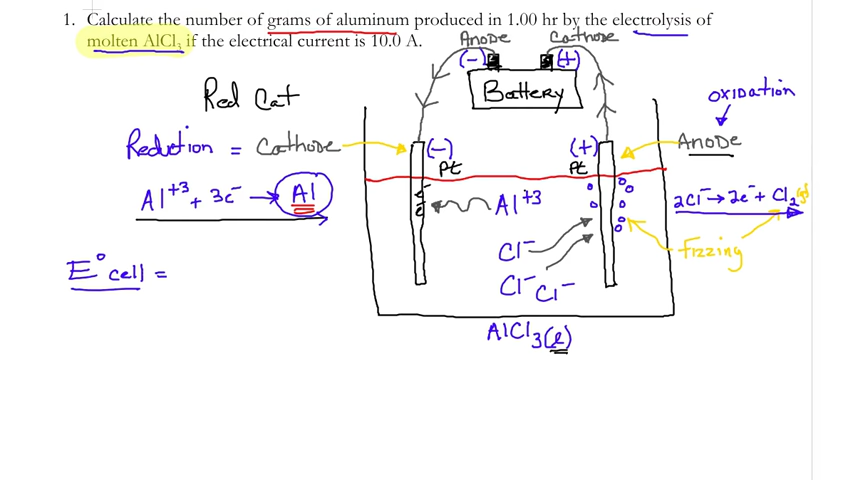 1. Calculate the number of grams of aluminum produced in 1.00 hr by the electrolysis of
molten AlCl₃ if the electrical current is 10.0 A.
Anode
Cathode
(-)
(+)
Battery
Red Cat
Oxidation
Reduction = Cathode
(-)
Pt
(+)
Pt
Anode
Al⁺³ + 3e⁻ → Al
e⁻
e
Al⁺³
2Cl⁻ → 2e⁻ + Cl₂(g)
Cl⁻
Cl⁻ Cl⁻
Fizzing
E° cell =
AlCl₃(l)